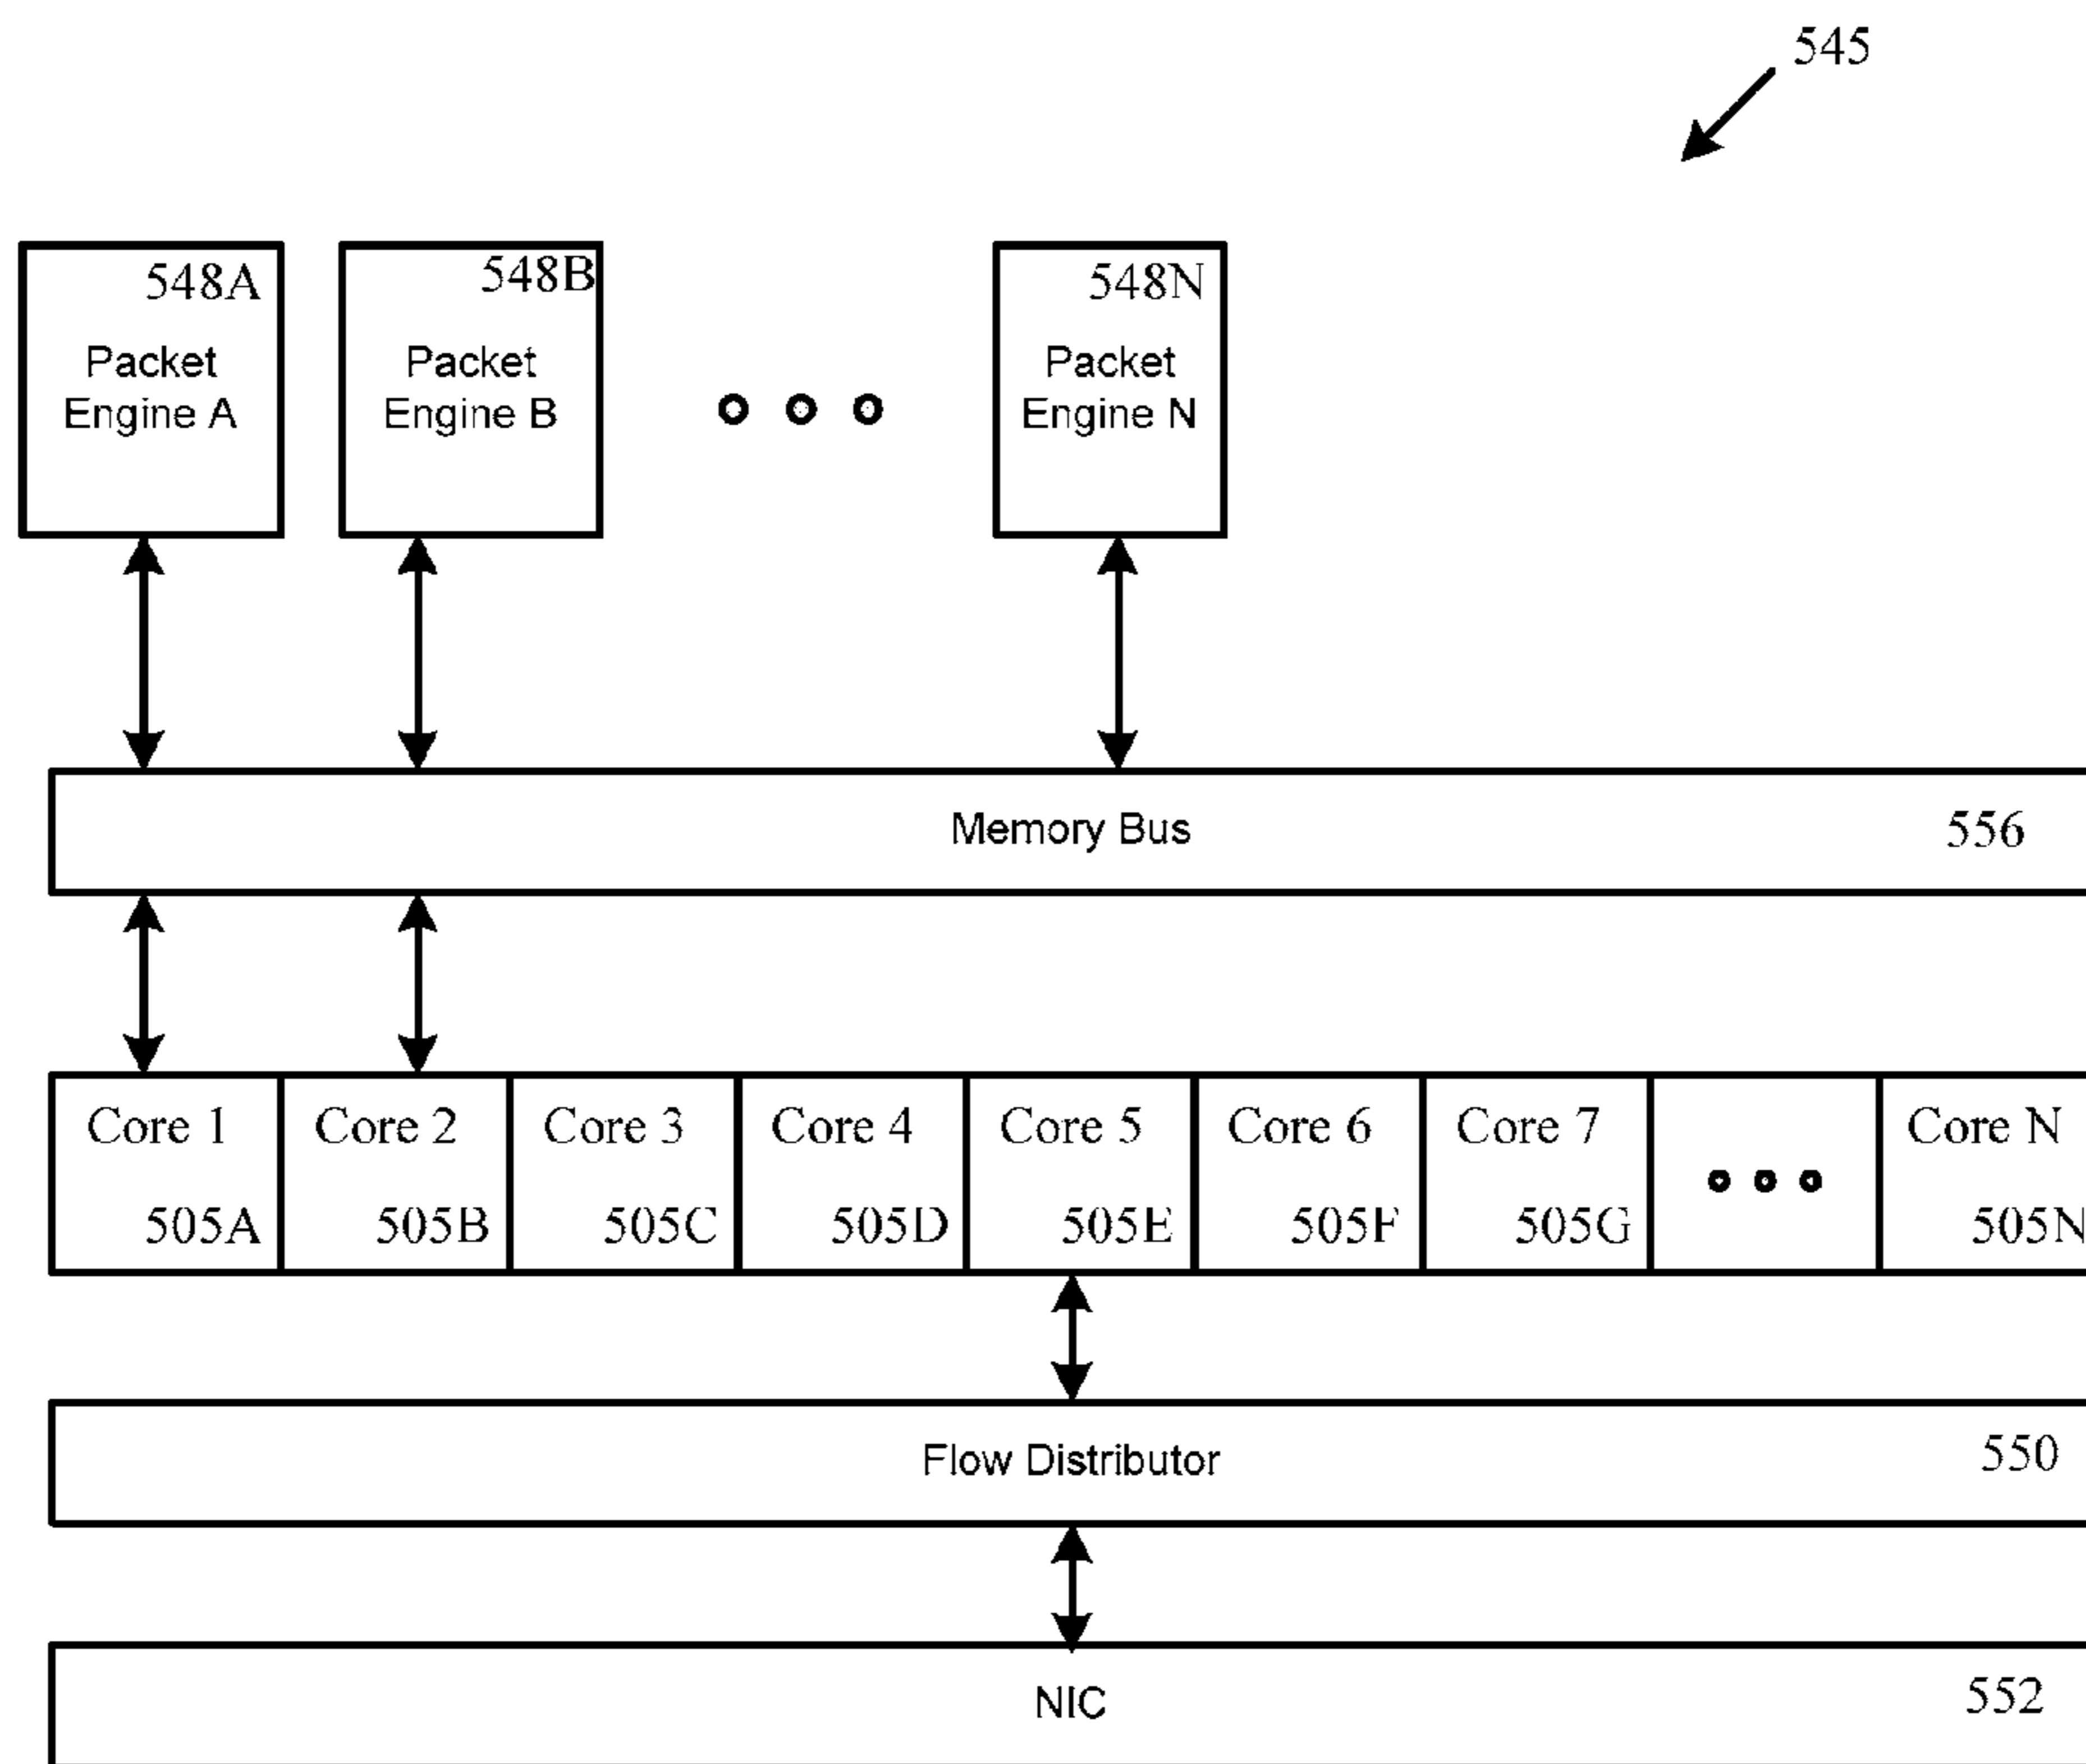 545
548A
Packet
Engine A
548B
Packet
Engine B
548N
Packet
Engine N
Memory Bus
556
Core 1
505A
Core 2
505B
Core 3
505C
Core 4
505D
Core 5
505E
Core 6
505F
Core 7
505G
Core N
505N
Flow Distributor
550
NIC
552